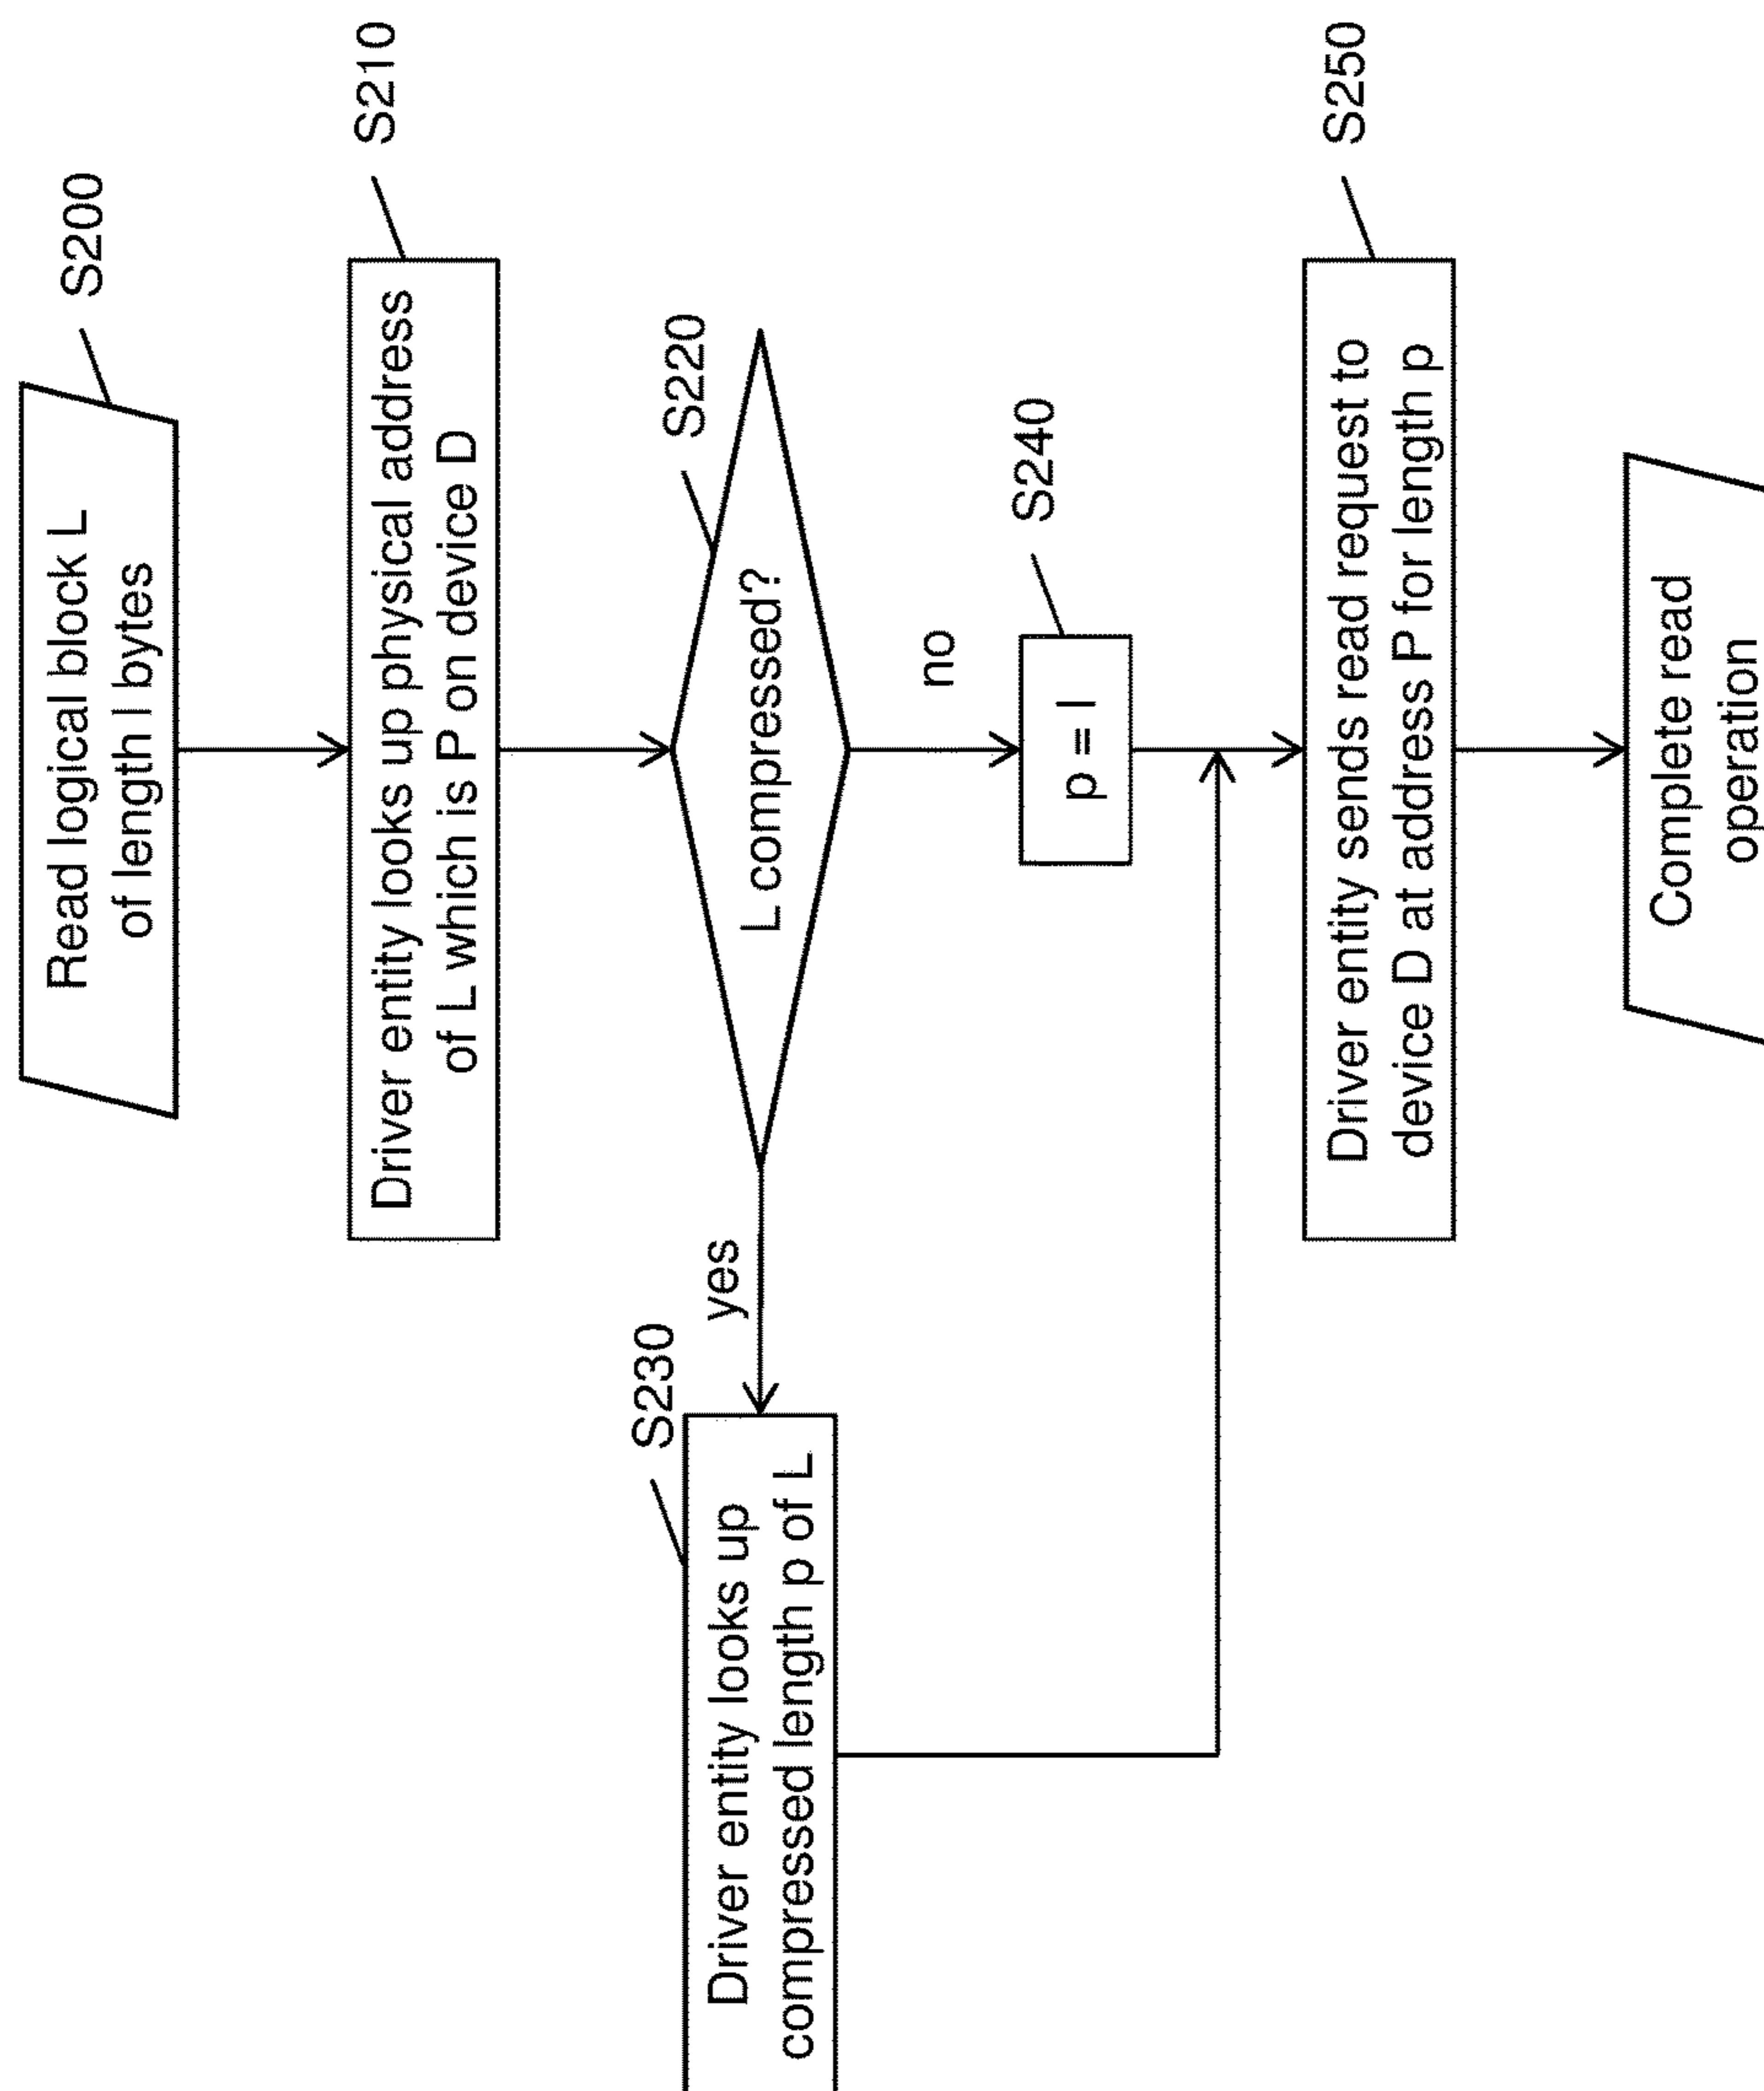 Read logical block L
of length l bytes
S200
Driver entity looks up physical address
of L which is P on device D
S210
L compressed?
S220
yes
no
Driver entity looks up
compressed length p of L
S230
p = l
S240
Driver entity sends read request to
device D at address P for length p
S250
Complete read
operation